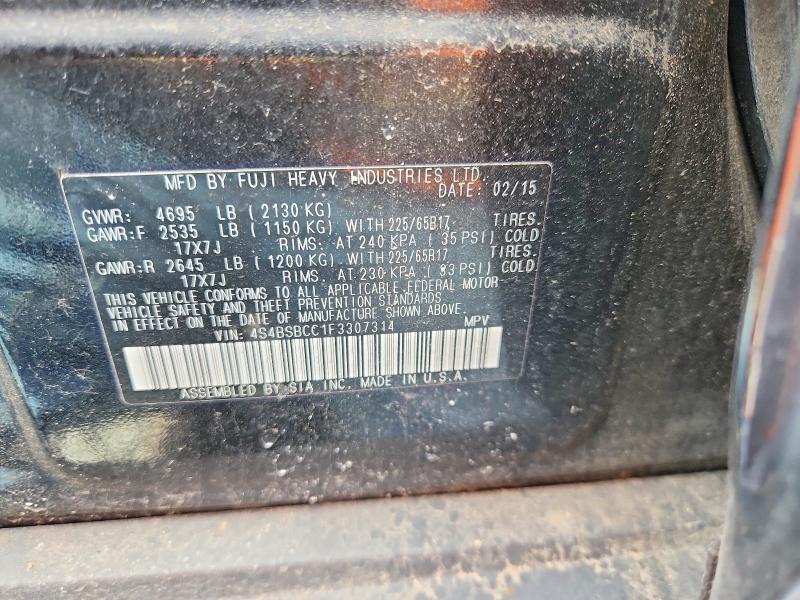 MFD BY FUJI HEAVY INDUSTRIES LTD.
DATE: 02/15
GVWR: 4695 LB (2130 KG)
GAWR:F 2535 LB (1150 KG) WITH 225/65R17 TIRES.
17X7J RIMS: AT 240 KPA ( 35 PSI) COLD
GAWR:R 2645 LB (1200 KG) WITH 225/65R17 TIRES.
17X7J RIMS: AT 230 KPA ( 33 PSI) COLD.
THIS VEHICLE CONFORMS TO ALL APPLICABLE FEDERAL MOTOR
VEHICLE SAFETY AND THEFT PREVENTION STANDARDS
IN EFFECT ON THE DATE OF MANUFACTURE SHOWN ABOVE.
VIN: 4S4BSBCC1F3307314 MPV
ASSEMBLED BY SIA INC. MADE IN U.S.A.